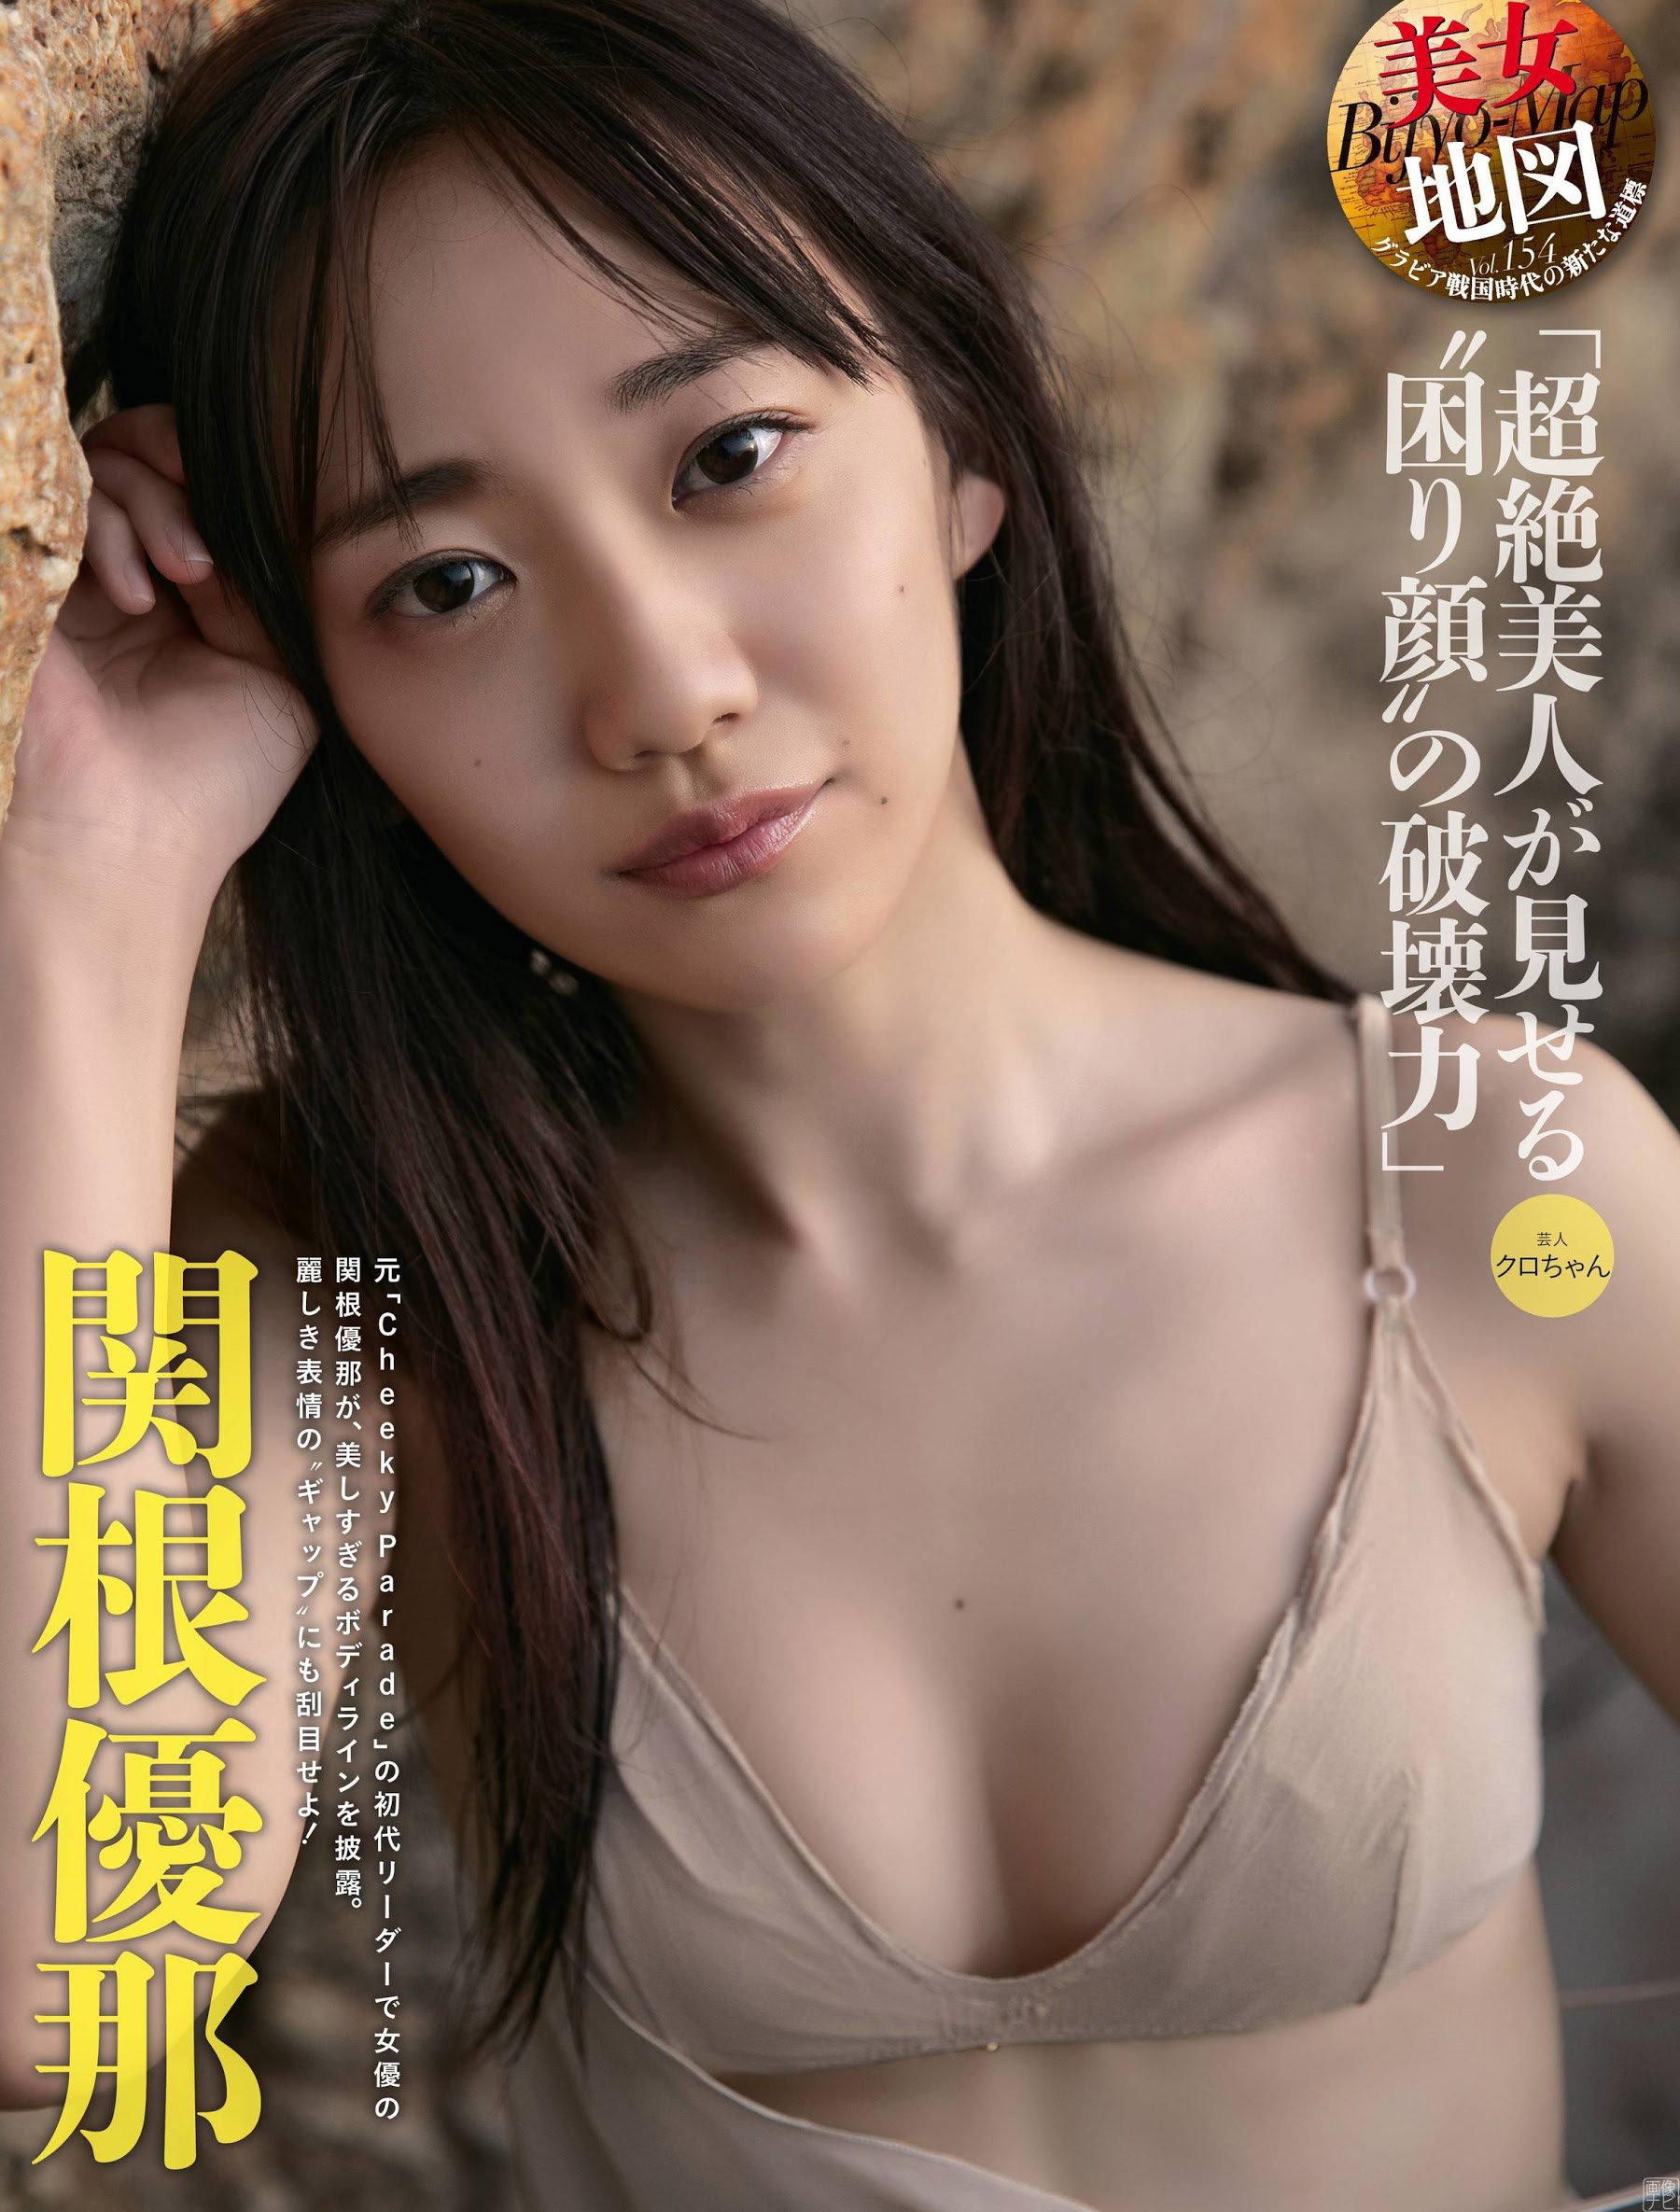 美女
Bijyo-Map
地図
Vol.154
グラビア戦国時代の新たな道標
「超絶美人が見せる
〝困り顔〟の破壊力」
芸人
クロちゃん
元「Cheeky Parade」の初代リーダーで女優の
関根優那が、美しすぎるボディラインを披露。
麗しき表情の〝ギャップ〟にも刮目せよ！
関根優那